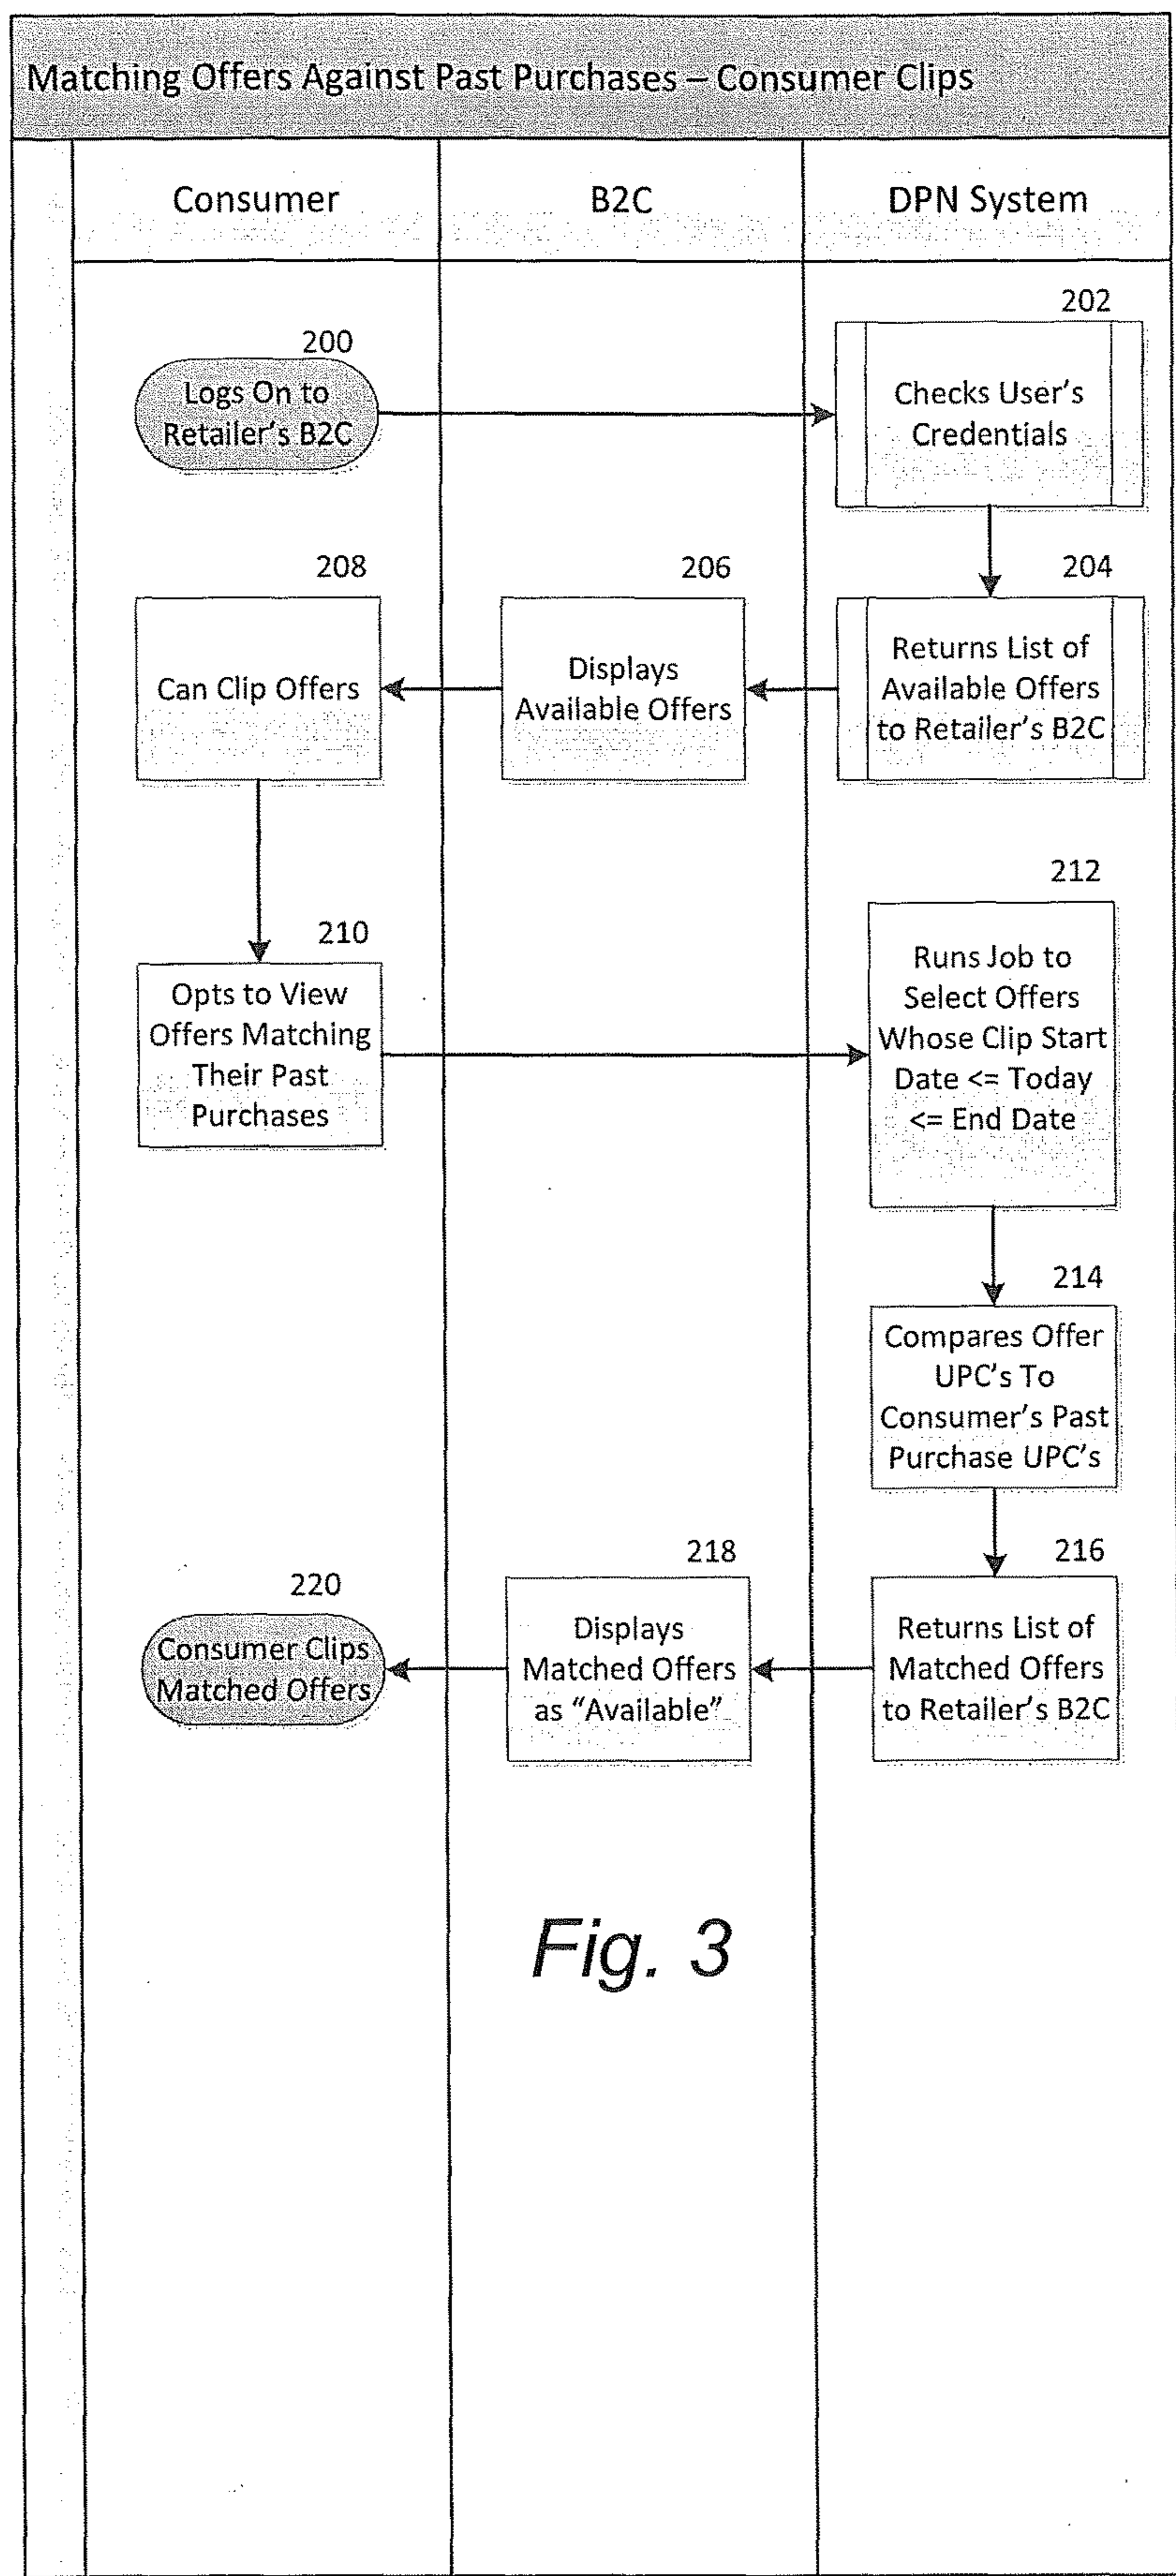 Matching Offers Against Past Purchases – Consumer Clips
Consumer
B2C
DPN System
200
Logs On to
Retailer's B2C
202
Checks User's
Credentials
204
Returns List of
Available Offers
to Retailer's B2C
206
Displays
Available Offers
208
Can Clip Offers
210
Opts to View
Offers Matching
Their Past
Purchases
212
Runs Job to
Select Offers
Whose Clip Start
Date <= Today
<= End Date
214
Compares Offer
UPC's To
Consumer's Past
Purchase UPC's
216
Returns List of
Matched Offers
to Retailer's B2C
218
Displays
Matched Offers
as "Available"
220
Consumer Clips
Matched Offers
Fig. 3